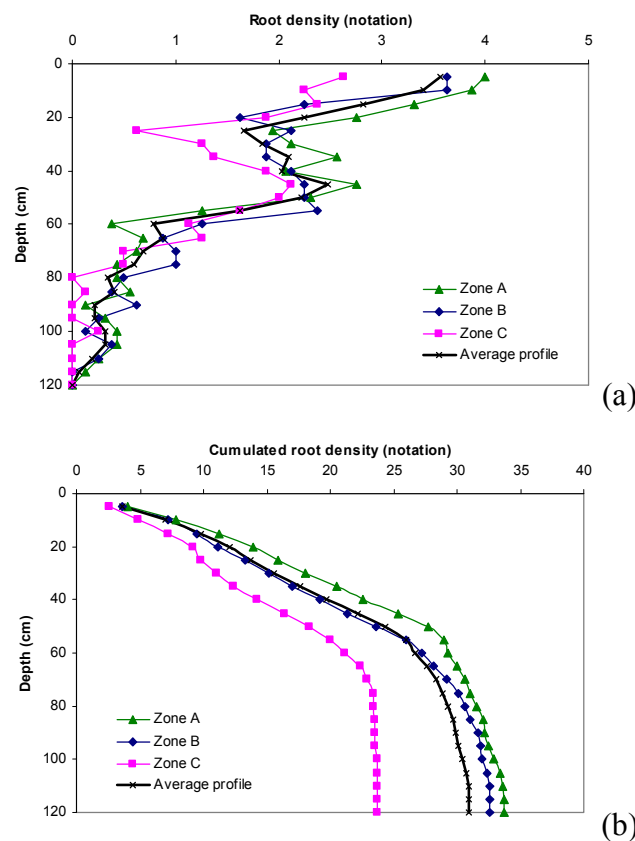 Root density (notation)
0 1 2 3 4 5
0
20
40
60
80
100
120
Depth (cm)
Zone A
Zone B
Zone C
Average profile
(a)
Cumulated root density (notation)
0 5 10 15 20 25 30 35 40
0
20
40
60
80
100
120
Depth (cm)
Zone A
Zone B
Zone C
Average profile
(b)